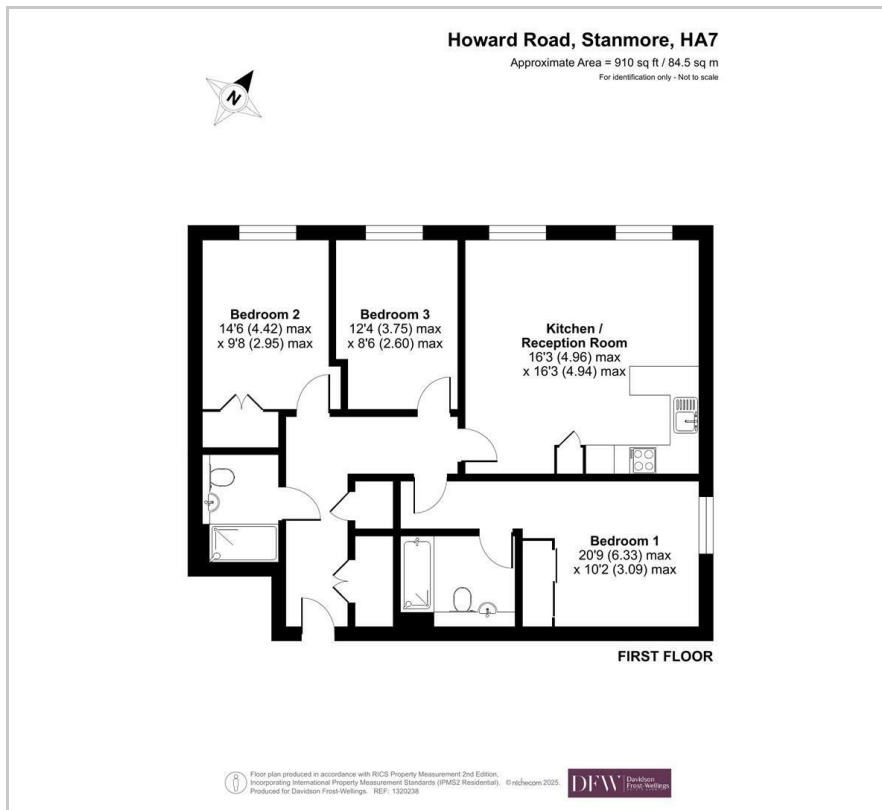 Howard Road, Stanmore, HA7
Approximate Area = 910 sq ft / 84.5 sq m
For identification only - Not to scale
N
Bedroom 2
14'6 (4.42) max
x 9'8 (2.95) max
Bedroom 3
12'4 (3.75) max
x 8'6 (2.60) max
Kitchen /
Reception Room
16'3 (4.96) max
x 16'3 (4.94) max
Bedroom 1
20'9 (6.33) max
x 10'2 (3.09) max
FIRST FLOOR
Floor plan produced in accordance with RICS Property Measurement 2nd Edition,
Incorporating International Property Measurement Standards (IPMS2 Residential). © nichecom 2025.
Produced for Davidson Frost-Wellings. REF: 1320238
DFW
Davidson
Frost-Wellings